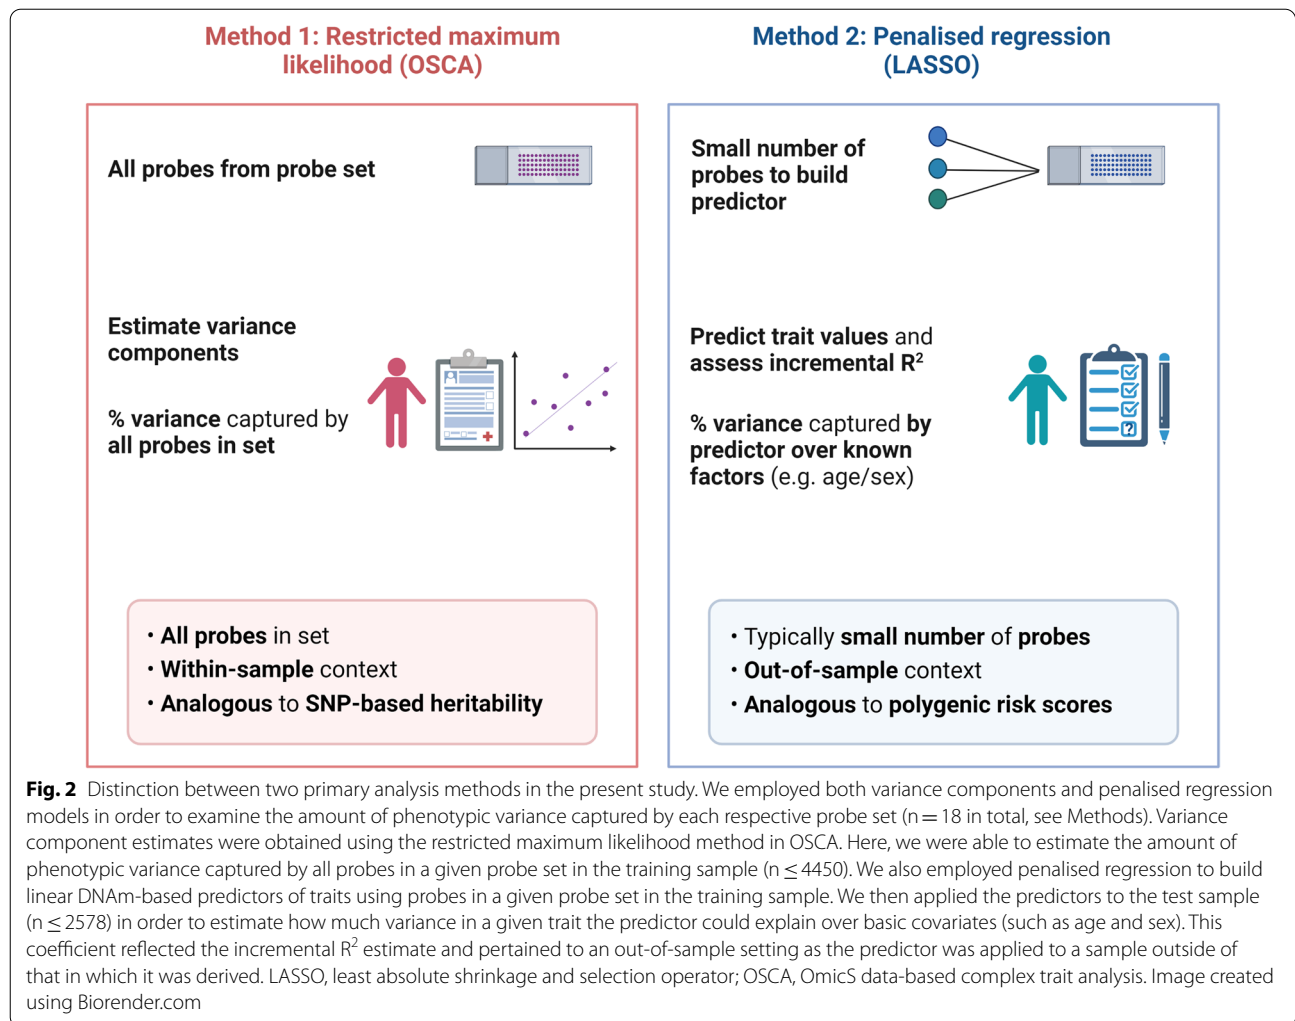 Method 1: Restricted maximum
likelihood (OSCA)
All probes from probe set
Estimate variance
components
% variance captured by
all probes in set
• All probes in set
• Within-sample context
• Analogous to SNP-based heritability
Method 2: Penalised regression
(LASSO)
Small number of
probes to build
predictor
Predict trait values and
assess incremental R²
% variance captured by
predictor over known
factors (e.g. age/sex)
?
• Typically small number of probes
• Out-of-sample context
• Analogous to polygenic risk scores
Fig. 2 Distinction between two primary analysis methods in the present study. We employed both variance components and penalised regression
models in order to examine the amount of phenotypic variance captured by each respective probe set (n = 18 in total, see Methods). Variance
component estimates were obtained using the restricted maximum likelihood method in OSCA. Here, we were able to estimate the amount of
phenotypic variance captured by all probes in a given probe set in the training sample (n ≤ 4450). We also employed penalised regression to build
linear DNAm-based predictors of traits using probes in a given probe set in the training sample. We then applied the predictors to the test sample
(n ≤ 2578) in order to estimate how much variance in a given trait the predictor could explain over basic covariates (such as age and sex). This
coefficient reflected the incremental R² estimate and pertained to an out-of-sample setting as the predictor was applied to a sample outside of
that in which it was derived. LASSO, least absolute shrinkage and selection operator; OSCA, OmicS data-based complex trait analysis. Image created
using Biorender.com